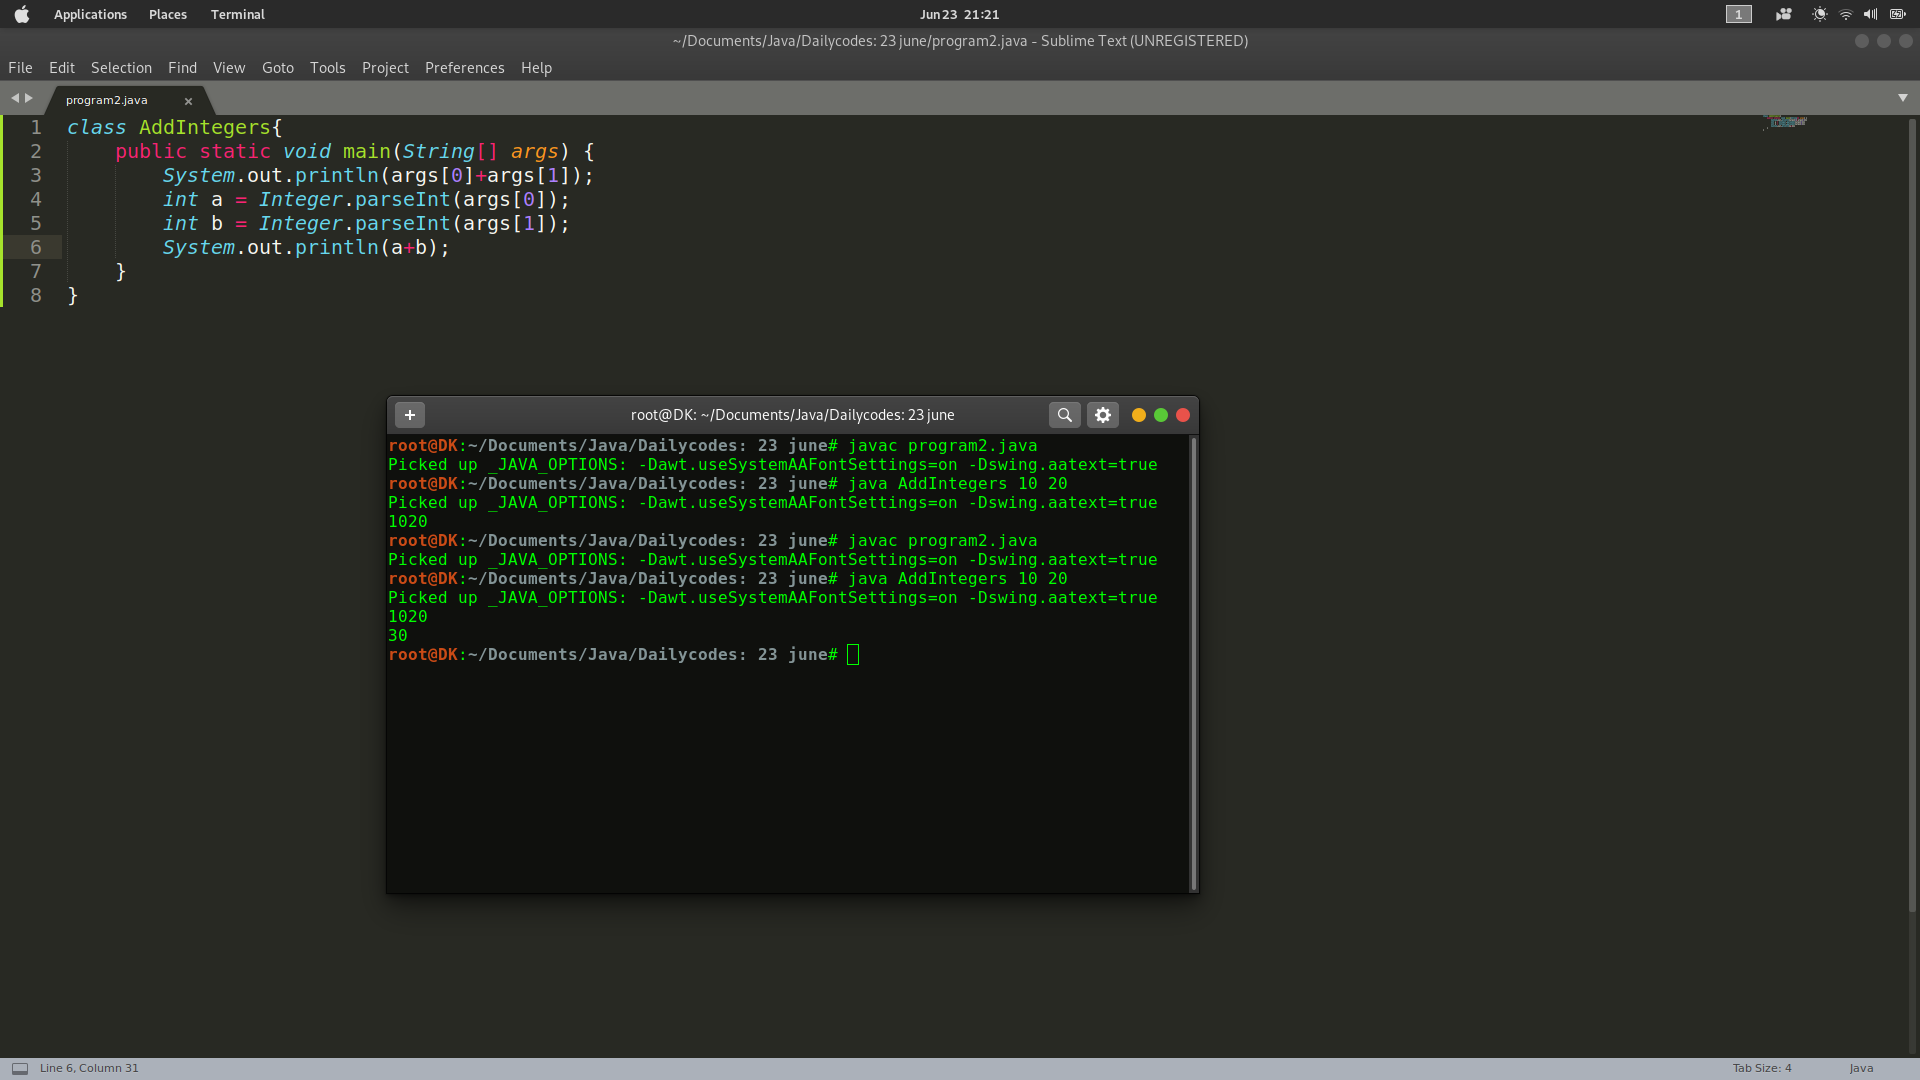 Applications Places Terminal Jun 23 21:21 1
~/Documents/Java/Dailycodes: 23 june/program2.java - Sublime Text (UNREGISTERED)
File Edit Selection Find View Goto Tools Project Preferences Help
program2.java ×
1 class AddIntegers{
2 public static void main(String[] args) {
3 System.out.println(args[0]+args[1]);
4 int a = Integer.parseInt(args[0]);
5 int b = Integer.parseInt(args[1]);
6 System.out.println(a+b);
7 }
8 }
root@DK: ~/Documents/Java/Dailycodes: 23 june
root@DK:~/Documents/Java/Dailycodes: 23 june# javac program2.java
Picked up _JAVA_OPTIONS: -Dawt.useSystemAAFontSettings=on -Dswing.aatext=true
root@DK:~/Documents/Java/Dailycodes: 23 june# java AddIntegers 10 20
Picked up _JAVA_OPTIONS: -Dawt.useSystemAAFontSettings=on -Dswing.aatext=true
1020
root@DK:~/Documents/Java/Dailycodes: 23 june# javac program2.java
Picked up _JAVA_OPTIONS: -Dawt.useSystemAAFontSettings=on -Dswing.aatext=true
root@DK:~/Documents/Java/Dailycodes: 23 june# java AddIntegers 10 20
Picked up _JAVA_OPTIONS: -Dawt.useSystemAAFontSettings=on -Dswing.aatext=true
1020
30
root@DK:~/Documents/Java/Dailycodes: 23 june#
Line 6, Column 31 Tab Size: 4 Java